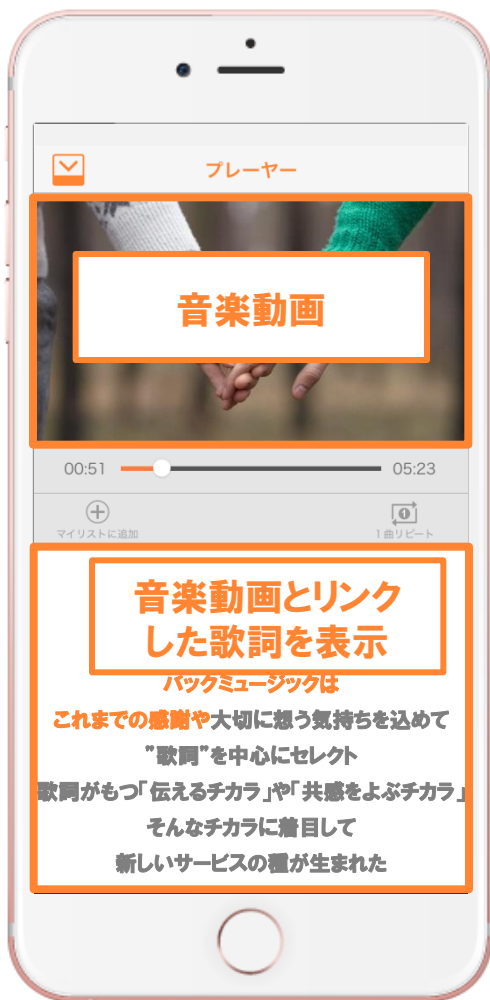 プレーヤー
音楽動画
00:51
05:23
マイリストに追加
1曲リピート
音楽動画とリンク
した歌詞を表示
バックミュージックは
これまでの感謝や大切に想う気持ちを込めて
”歌詞”を中心にセレクト
歌詞がもつ「伝えるチカラ」や「共感をよぶチカラ」
そんなチカラに着目して
新しいサービスの種が生まれた